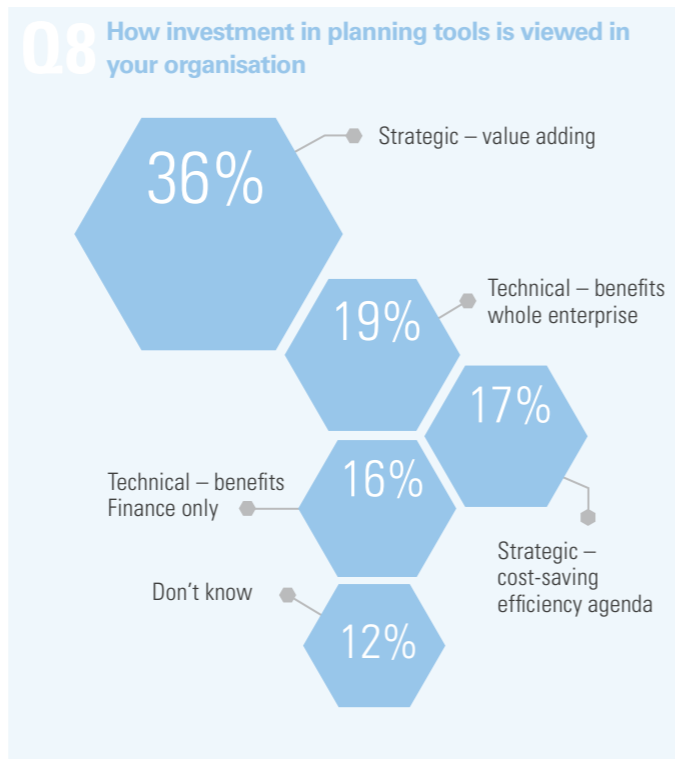 Q8
How investment in planning tools is viewed in
your organisation
36%
Strategic – value adding
19%
Technical – benefits
whole enterprise
17%
Strategic –
cost-saving
efficiency agenda
16%
Technical – benefits
Finance only
12%
Don't know